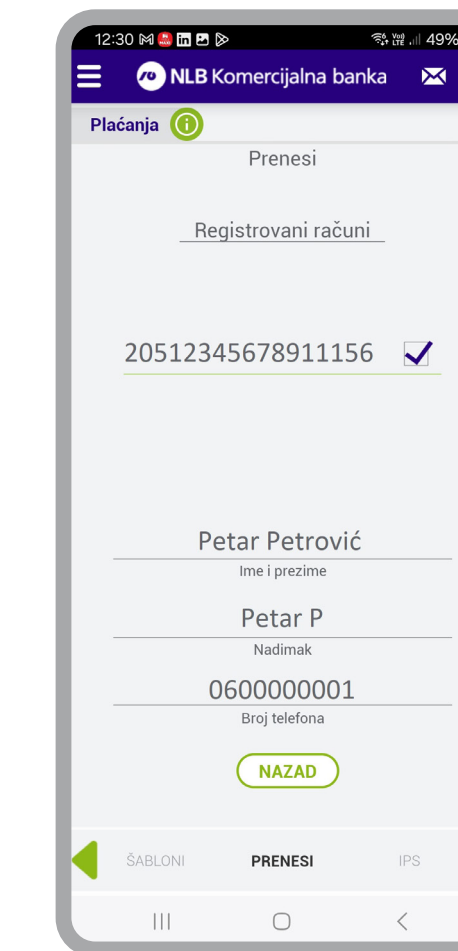 12:30 49%
NLB Komercijalna banka
Plaćanja
Prenesi
Registrovani računi
20512345678911156
Petar Petrović
Ime i prezime
Petar P
Nadimak
0600000001
Broj telefona
NAZAD
ŠABLONI PRENESI IPS